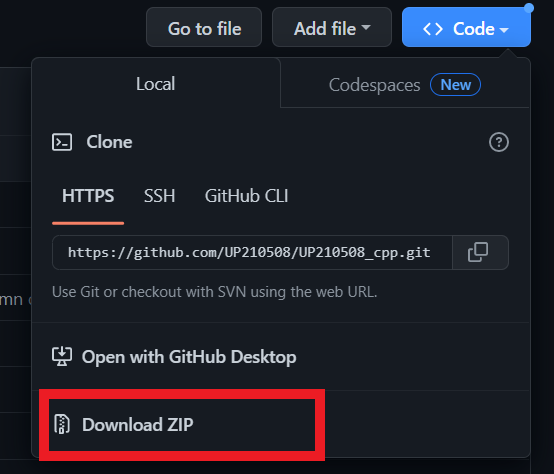 Go to file Add file Code
Local Codespaces New
Clone
HTTPS SSH GitHub CLI
https://github.com/UP210508/UP210508_cpp.git
Use Git or checkout with SVN using the web URL.
mn
Open with GitHub Desktop
Download ZIP